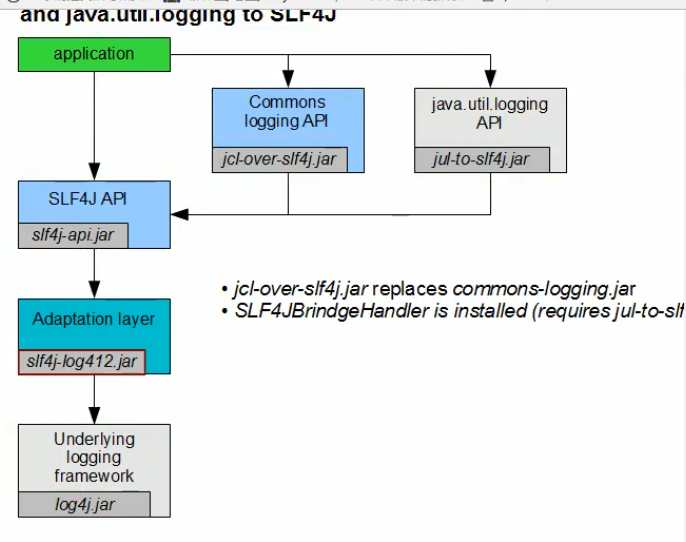 and java.util.logging to SLF4J
application
Commons
logging API
jcl-over-slf4j.jar
java.util.logging
API
jul-to-slf4j.jar
SLF4J API
slf4j-api.jar
• jcl-over-slf4j.jar replaces commons-logging.jar
• SLF4JBrindgeHandler is installed (requires jul-to-slf
Adaptation layer
slf4j-log412.jar
Underlying
logging
framework
log4j.jar